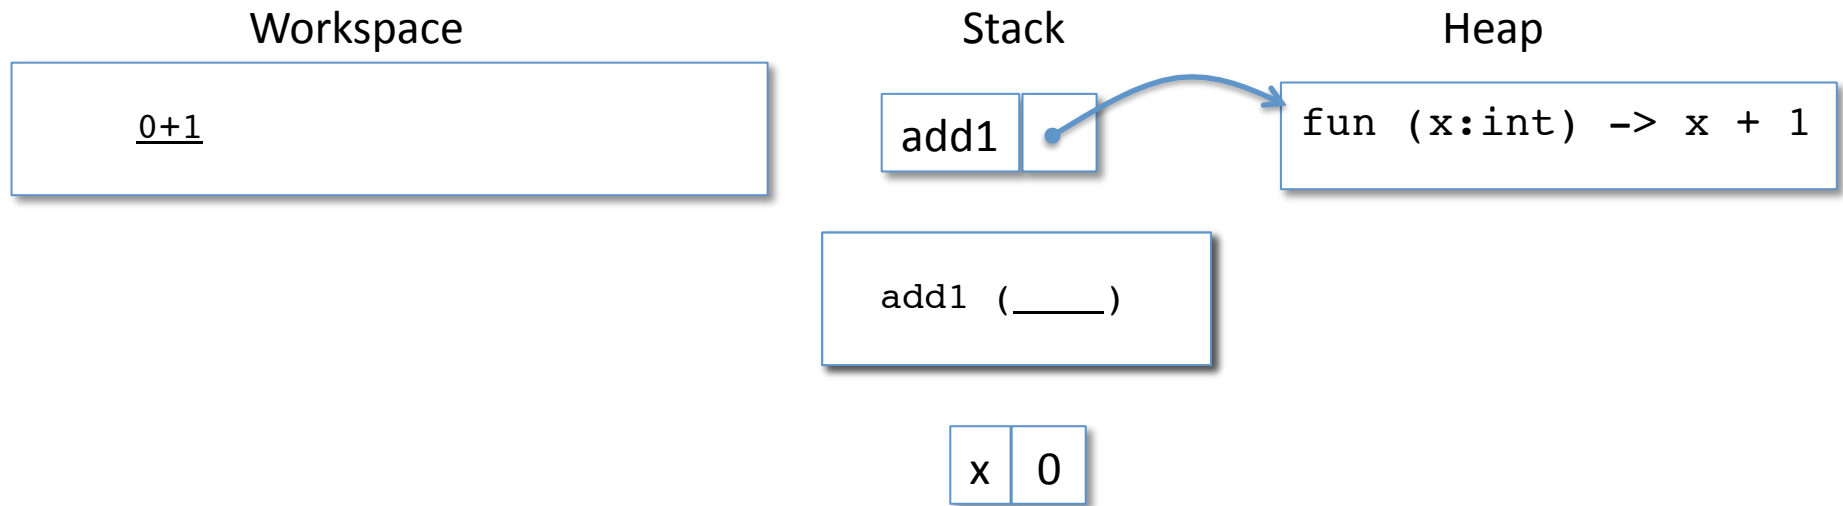 Workspace Stack Heap
0+1
add1
fun (x:int) -> x + 1
add1 (____)
x 0